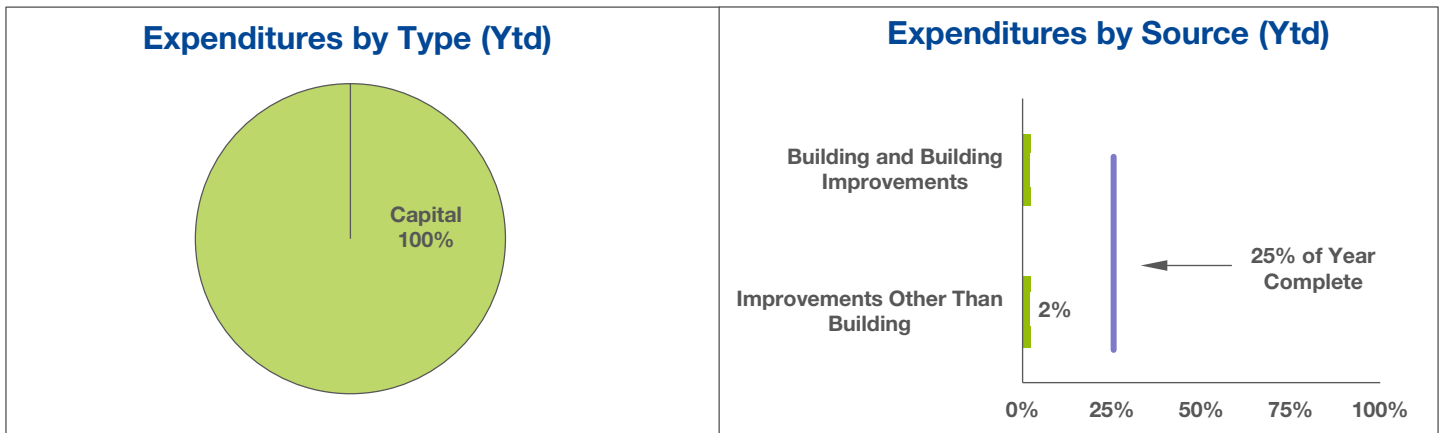 Expenditures by Type (Ytd)
Capital
100%
Expenditures by Source (Ytd)
Building and Building
Improvements
Improvements Other Than
Building
2%
25% of Year
Complete
0% 25% 50% 75% 100%